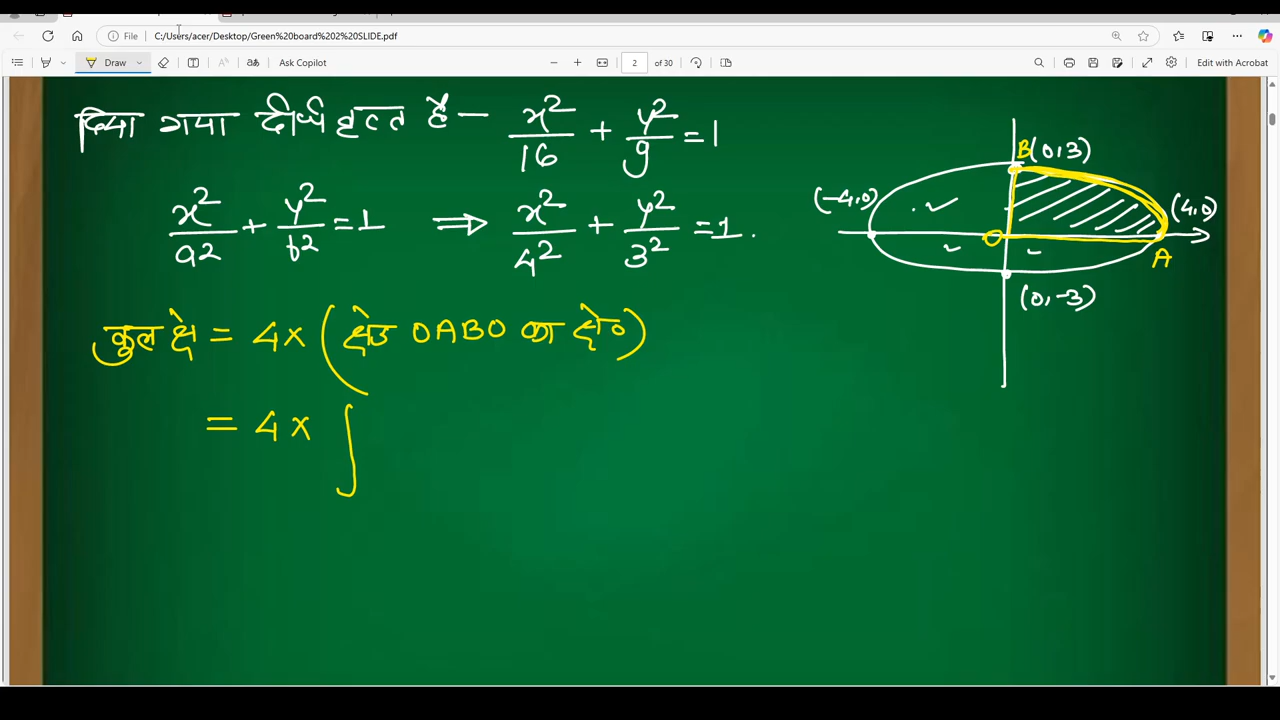 File C:/Users/acer/Desktop/Green%20board%202%20SLIDE.pdf
Draw Ask Copilot 2 of 30 Edit with Acrobat
दिया गया दीर्घवृत्त है – x²/16 + y²/9 = 1
x²/a² + y²/b² = 1 ⟹ x²/4² + y²/3² = 1.
B(0,3)
(-4,0) (4,0)
O A
(0,-3)
कुल क्षे = 4× (क्षेत्र OABO का क्षे०)
= 4× ∫